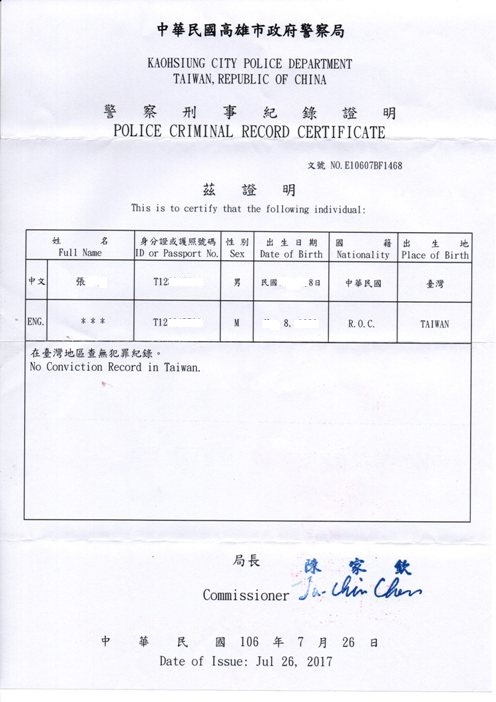 中華民國高雄市政府警察局
KAOHSIUNG CITY POLICE DEPARTMENT
TAIWAN,REPUBLIC OF CHINA
警察刑事紀錄證明
POLICE CRIMINAL RECORD CERTIFICATE
文號 NO.E10607BF1468
茲證明
This is to certify that the following individual:
姓名 身分證或護照號碼 性別 出生日期 國籍 出生地
Full Name ID or Passport No. Sex Date of Birth Nationality Place of Birth
中文 張 T12 男 民國 8日 中華民國 臺灣
ENG. *** T12 M 8, R.O.C. TAIWAN
在臺灣地區查無犯罪紀錄。
No Conviction Record in Taiwan.
局長 陳家欽
Commissioner Ja-Chin Chen
中華民國 106 年 7 月 26 日
Date of Issue: Jul 26, 2017